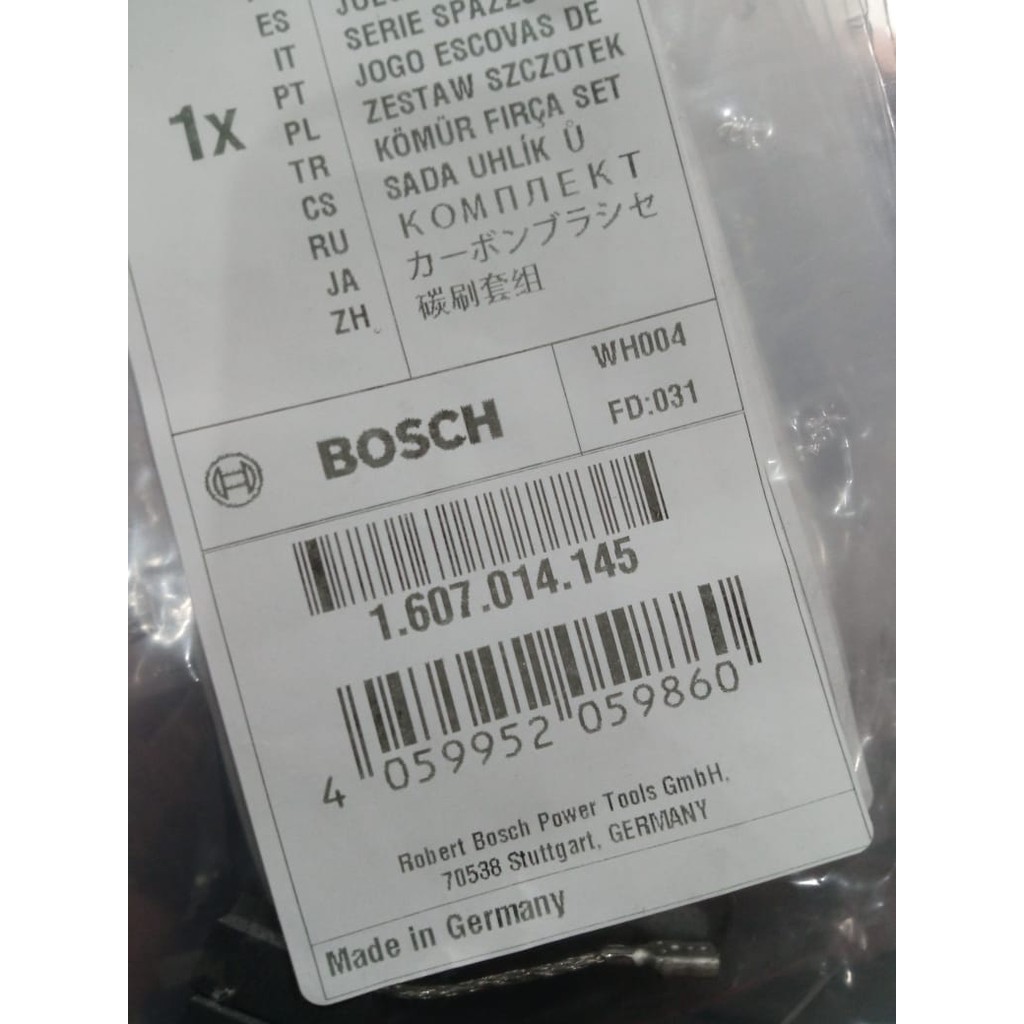 1x
ES
IT SERIE
PT JOGO ESCOVAS DE
PL ZESTAW SZCZOTEK
TR KÖMÜR FIRÇA SET
CS SADA UHLÍK Ů
RU КОМПЛЕКТ
JA カーボンブラシセ
ZH 碳刷套组
BOSCH
WH004
FD:031
1.607.014.145
4 059952 059860
Robert Bosch Power Tools GmbH,
70538 Stuttgart, GERMANY
Made in Germany